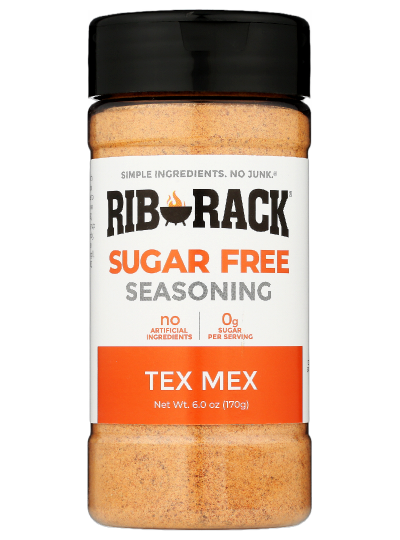 SIMPLE INGREDIENTS. NO JUNK.®
RIB RACK®
SUGAR FREE
SEASONING
no
ARTIFICIAL
INGREDIENTS
0g
SUGAR
PER SERVING
TEX MEX
Net Wt. 6.0 oz (170g)